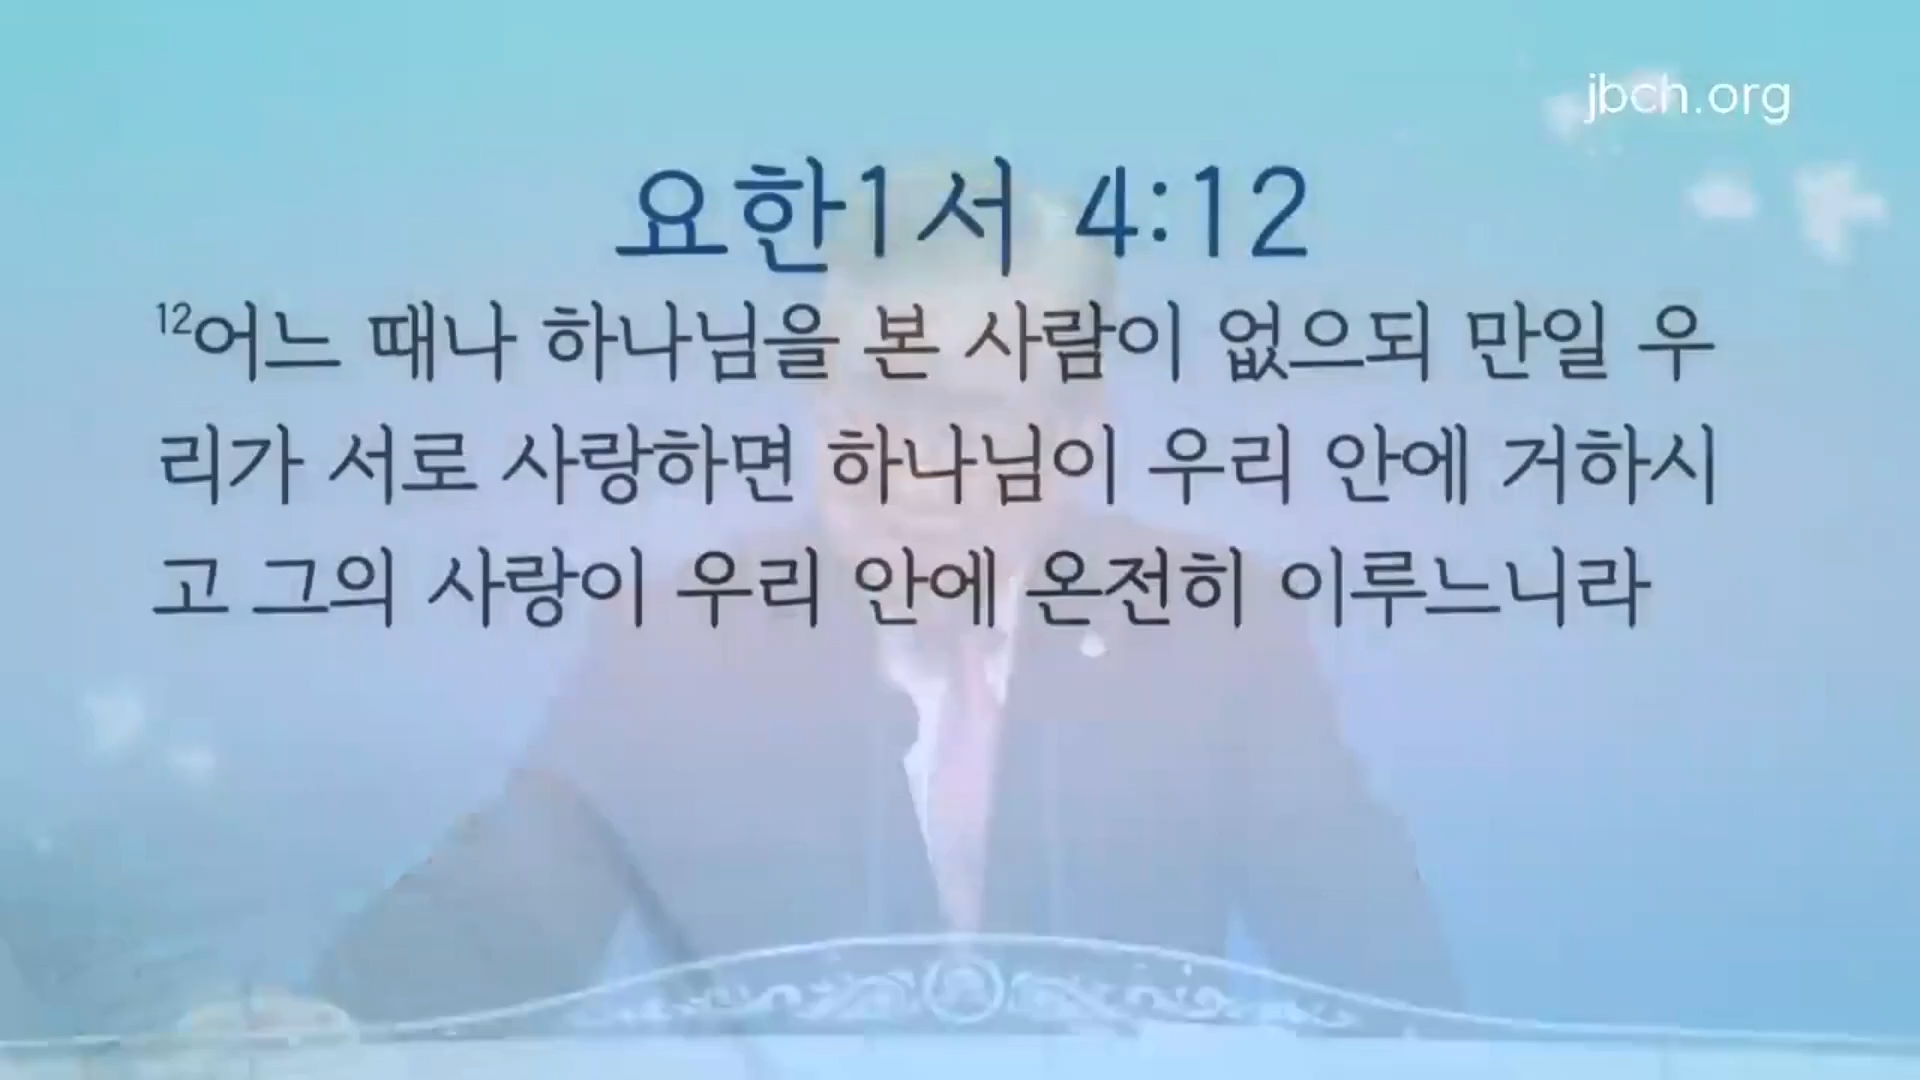 jbch.org
요한1서 4:12
12어느 때나 하나님을 본 사람이 없으되 만일 우
리가 서로 사랑하면 하나님이 우리 안에 거하시
고 그의 사랑이 우리 안에 온전히 이루느니라